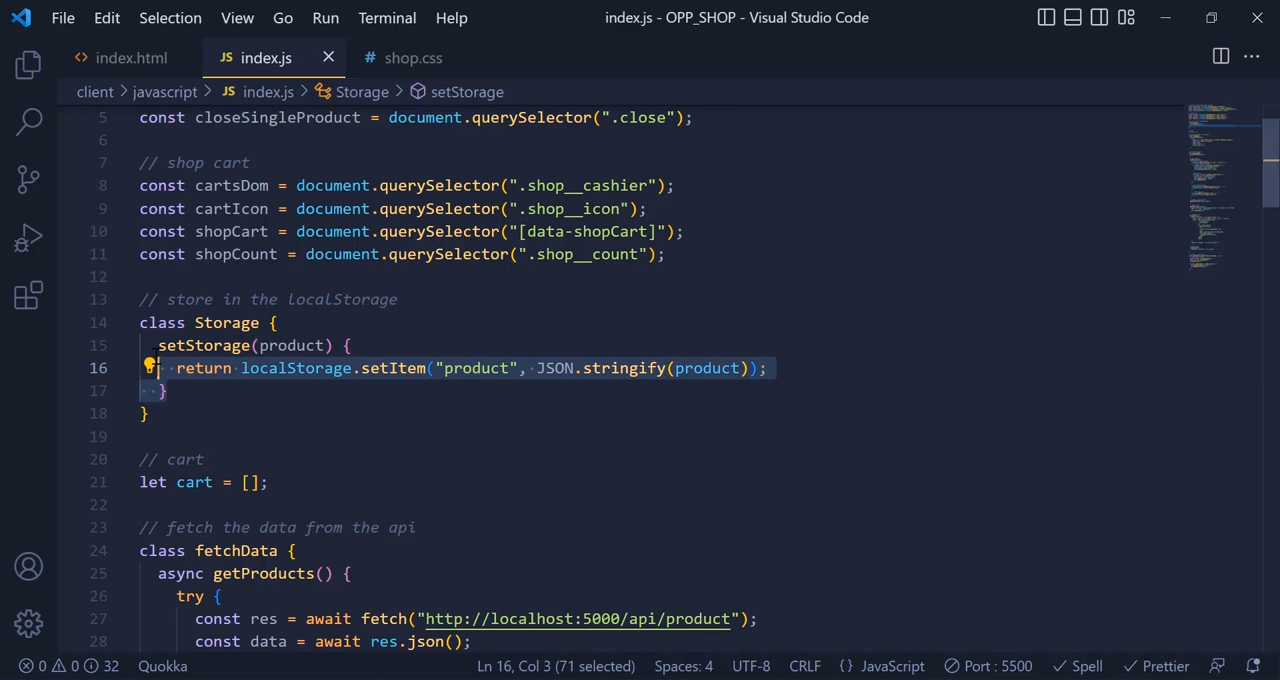 File Edit Selection View Go Run Terminal Help index.js - OPP_SHOP - Visual Studio Code
<> index.html JS index.js # shop.css
client > javascript > JS index.js > Storage > setStorage
5 const closeSingleProduct = document.querySelector(".close");
6
7 // shop cart
8 const cartsDom = document.querySelector(".shop__cashier");
9 const cartIcon = document.querySelector(".shop__icon");
10 const shopCart = document.querySelector("[data-shopCart]");
11 const shopCount = document.querySelector(".shop__count");
12
13 // store in the localStorage
14 class Storage {
15 setStorage(product) {
16 return localStorage.setItem("product", JSON.stringify(product));
17 }
18 }
19
20 // cart
21 let cart = [];
22
23 // fetch the data from the api
24 class fetchData {
25 async getProducts() {
26 try {
27 const res = await fetch("http://localhost:5000/api/product");
28 const data = await res.json();
0 0 32 Quokka Ln 16, Col 3 (71 selected) Spaces: 4 UTF-8 CRLF {} JavaScript Port : 5500 Spell Prettier